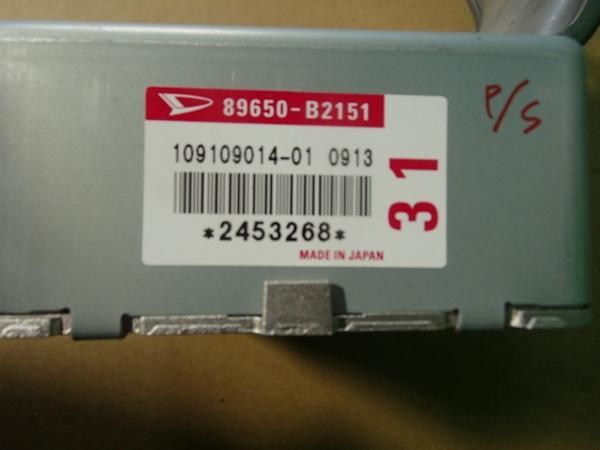 89650-B2151
P/S
109109014-01 0913
31
*2453268*
MADE IN JAPAN